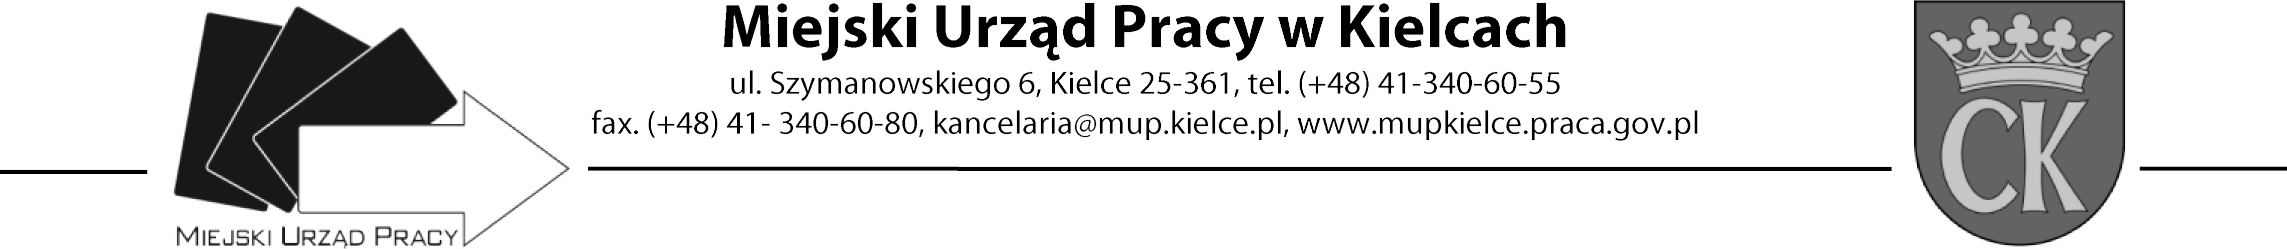 Miejski Urząd Pracy w Kielcach
ul. Szymanowskiego 6, Kielce 25-361, tel. (+48) 41-340-60-55
fax. (+48) 41- 340-60-80, kancelaria@mup.kielce.pl, www.mupkielce.praca.gov.pl
MIEJSKI URZĄD PRACY
CK